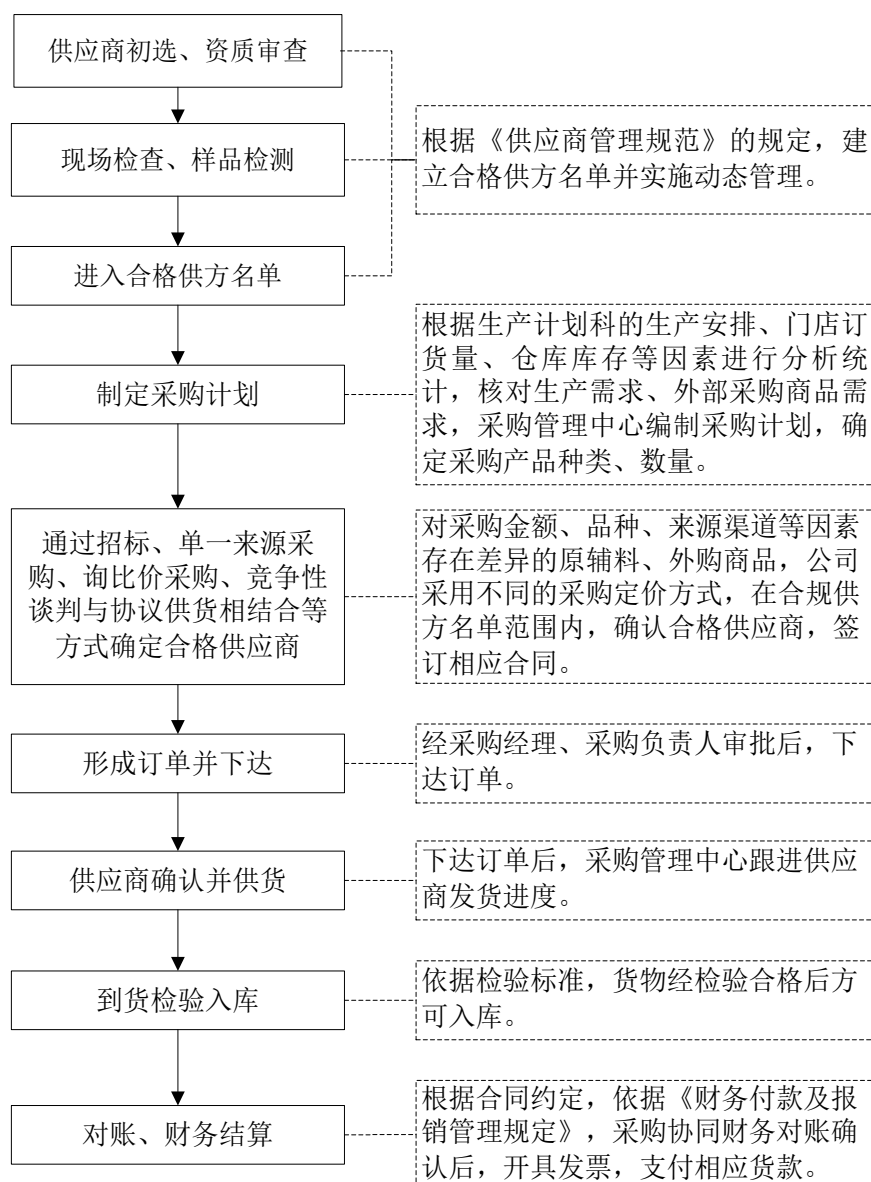 供应商初选、资质审查
现场检查、样品检测
根据《供应商管理规范》的规定，建
立合格供方名单并实施动态管理。
进入合格供方名单
制定采购计划
根据生产计划科的生产安排、门店订
货量、仓库库存等因素进行分析统
计，核对生产需求、外部采购商品需
求，采购管理中心编制采购计划，确
定采购产品种类、数量。
通过招标、单一来源采
购、询比价采购、竞争性
谈判与协议供货相结合等
方式确定合格供应商
对采购金额、品种、来源渠道等因素
存在差异的原辅料、外购商品，公司
采用不同的采购定价方式，在合规供
方名单范围内，确认合格供应商，签
订相应合同。
形成订单并下达
经采购经理、采购负责人审批后，下
达订单。
供应商确认并供货
下达订单后，采购管理中心跟进供应
商发货进度。
到货检验入库
依据检验标准，货物经检验合格后方
可入库。
对账、财务结算
根据合同约定，依据《财务付款及报
销管理规定》，采购协同财务对账确
认后，开具发票，支付相应货款。